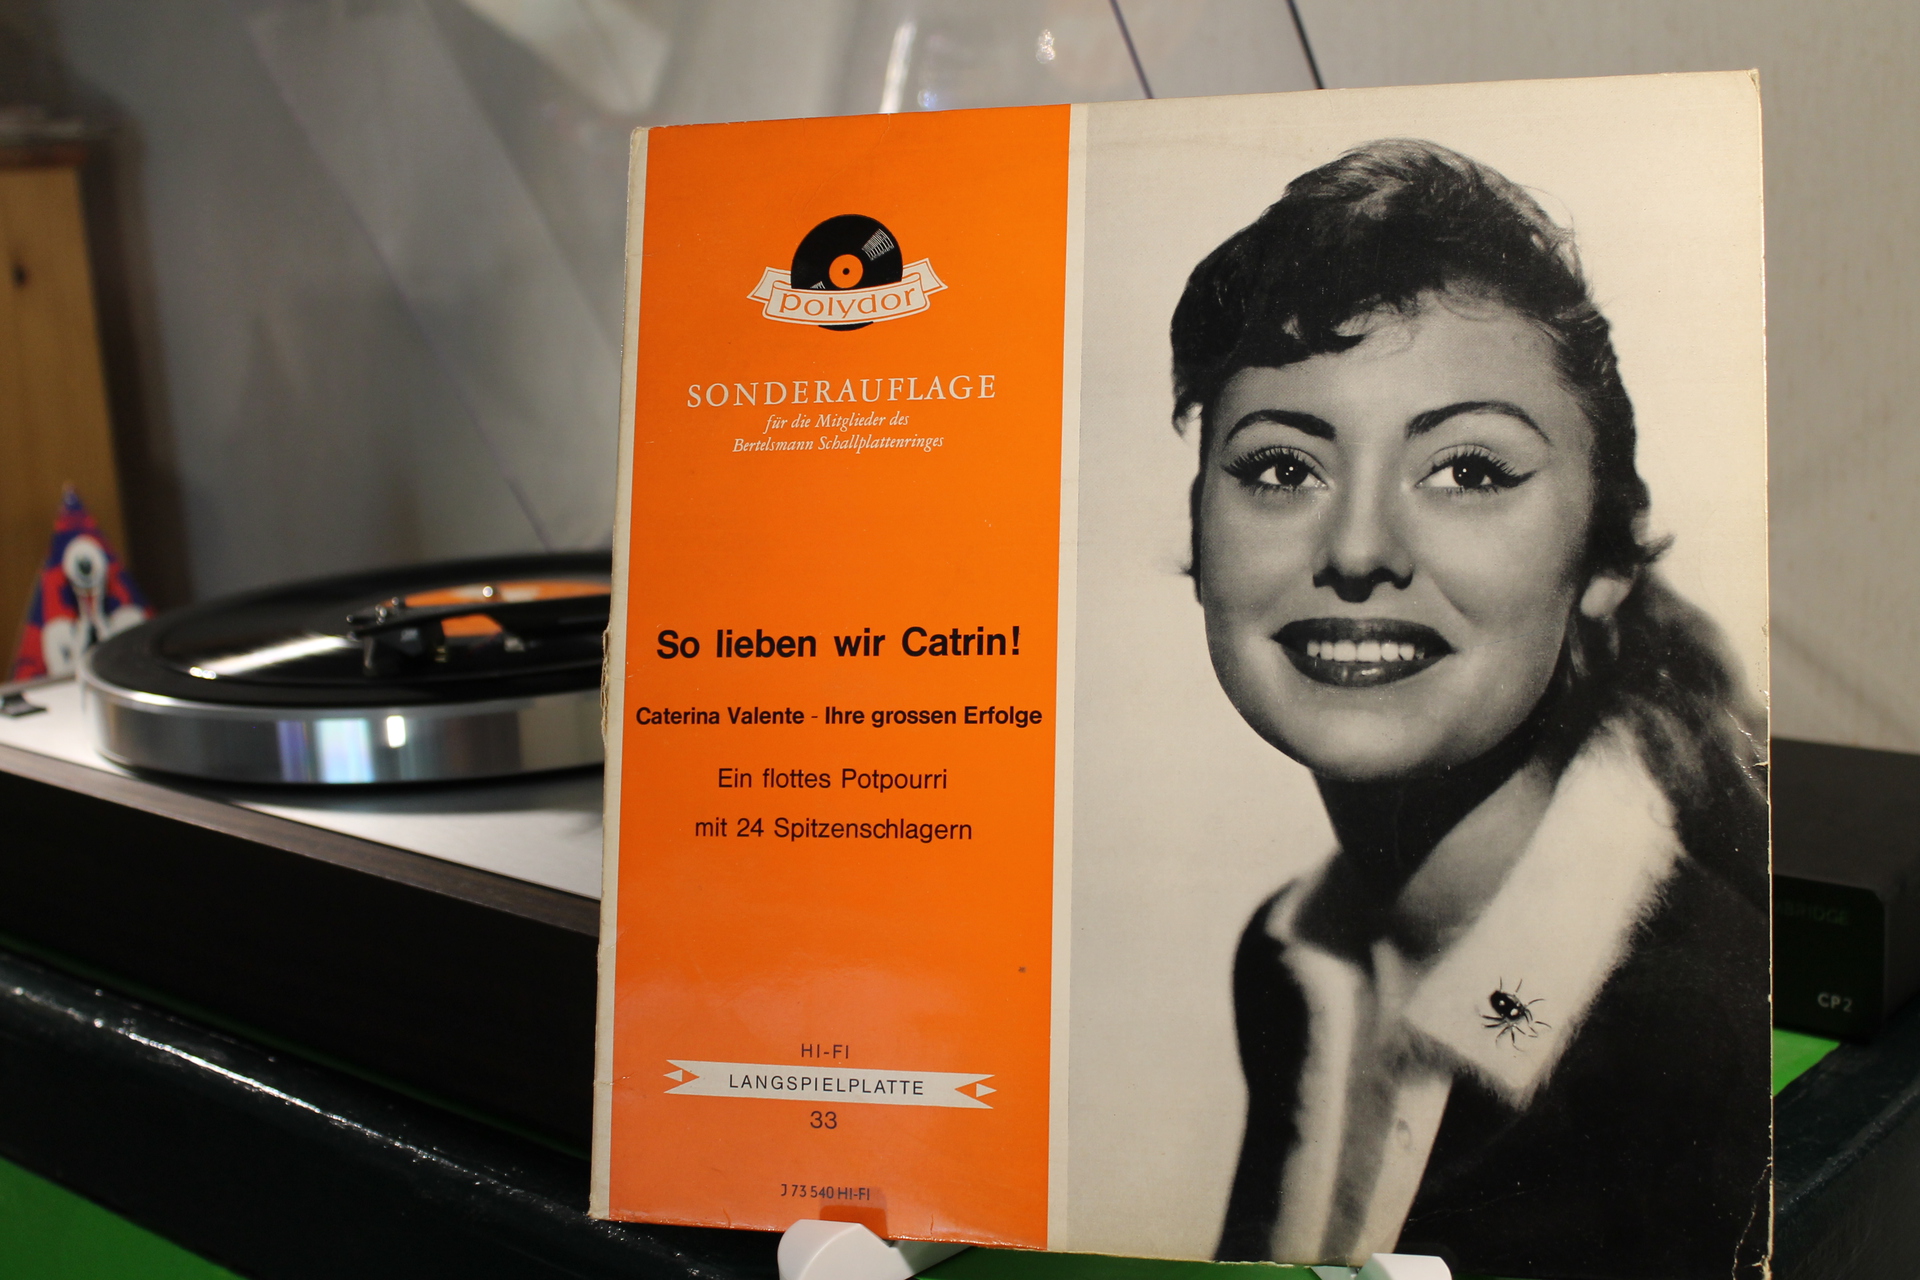 polydor
SONDERAUFLAGE
für die Mitglieder des
Bertelsmann Schallplattenringes
So lieben wir Catrin!
Caterina Valente - Ihre grossen Erfolge
Ein flottes Potpourri
mit 24 Spitzenschlagern
HI-FI
LANGSPIELPLATTE
33
J 73 540 HI-FI
CP2